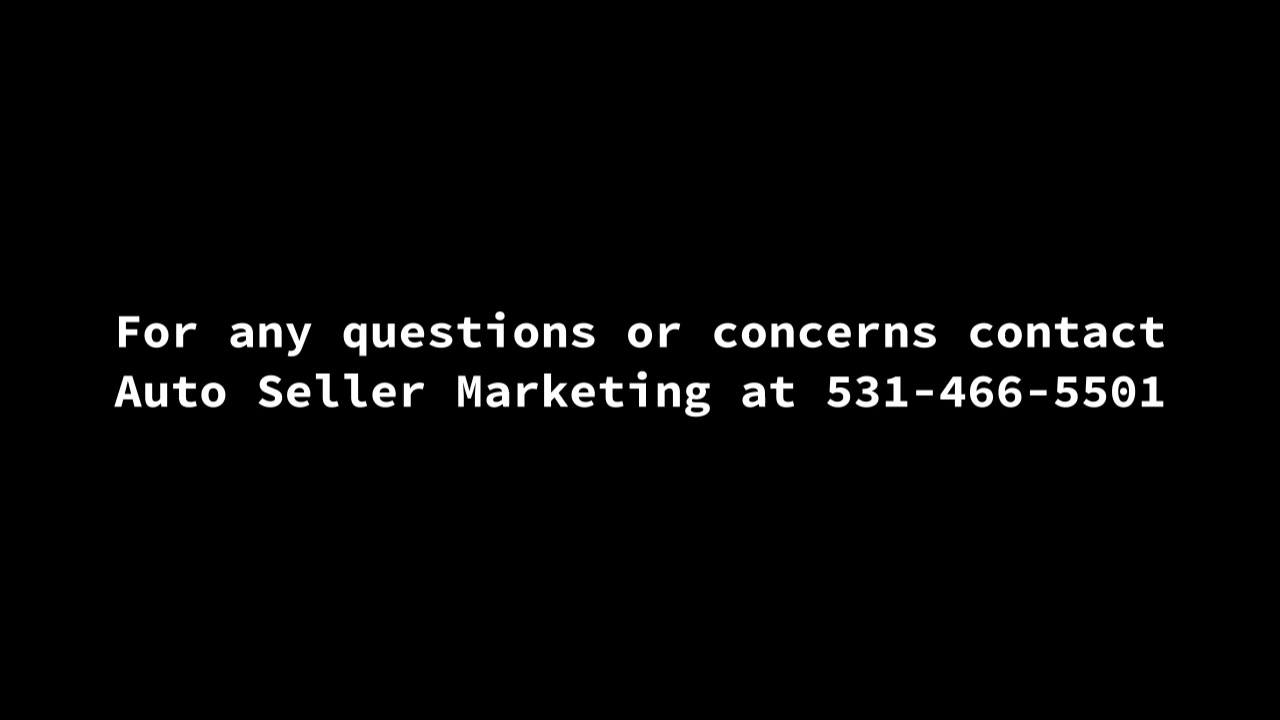 For any questions or concerns contact
Auto Seller Marketing at 531-466-5501